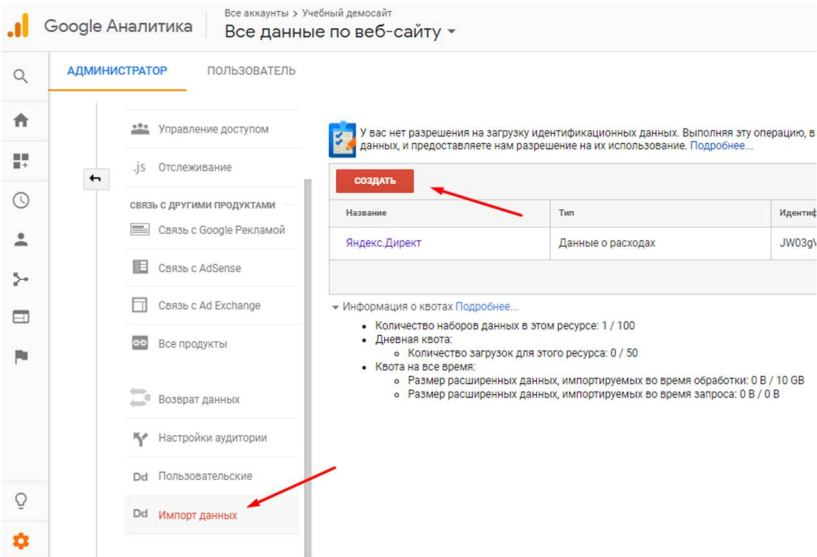 Google Аналитика
Все аккаунты > Учебный демосайт
Все данные по веб-сайту
АДМИНИСТРАТОР
ПОЛЬЗОВАТЕЛЬ
Управление доступом
.js Отслеживание
СВЯЗЬ С ДРУГИМИ ПРОДУКТАМИ
Связь с Google Рекламой
Связь с AdSense
Связь с Ad Exchange
Все продукты
Возврат данных
Настройки аудитории
Dd Пользовательские
Dd Импорт данных
У вас нет разрешения на загрузку идентификационных данных. Выполняя эту операцию, в
данных, и предоставляете нам разрешение на их использование. Подробнее...
СОЗДАТЬ
Название Тип Идентиф
Яндекс.Директ Данные о расходах JW03g
Информация о квотах Подробнее...
• Количество наборов данных в этом ресурсе: 1 / 100
• Дневная квота:
o Количество загрузок для этого ресурса: 0 / 50
• Квота на все время:
o Размер расширенных данных, импортируемых во время обработки: 0 B / 10 GB
o Размер расширенных данных, импортируемых во время запроса: 0 B / 0 B